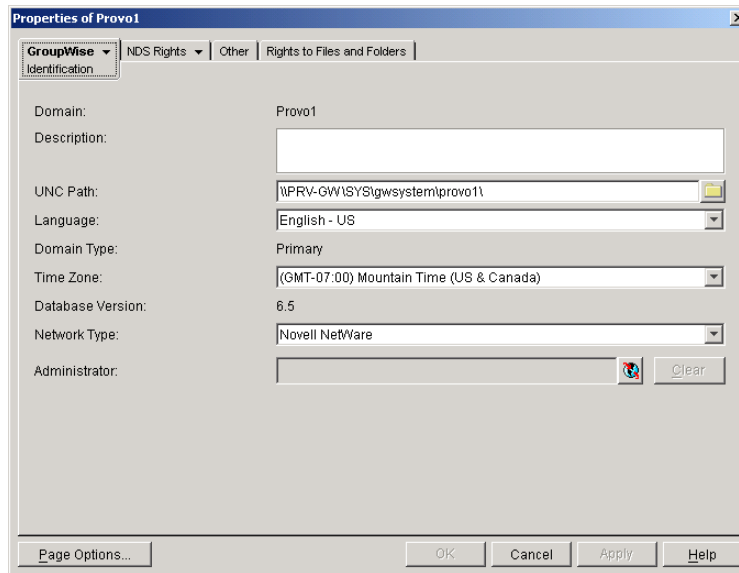 Properties of Provo1
GroupWise NDS Rights Other Rights to Files and Folders
Identification
Domain: Provo1
Description:
UNC Path: \\PRV-GW\SYS\gwsystem\provo1\
Language: English - US
Domain Type: Primary
Time Zone: (GMT-07:00) Mountain Time (US & Canada)
Database Version: 6.5
Network Type: Novell NetWare
Administrator: Clear
Page Options... OK Cancel Apply Help